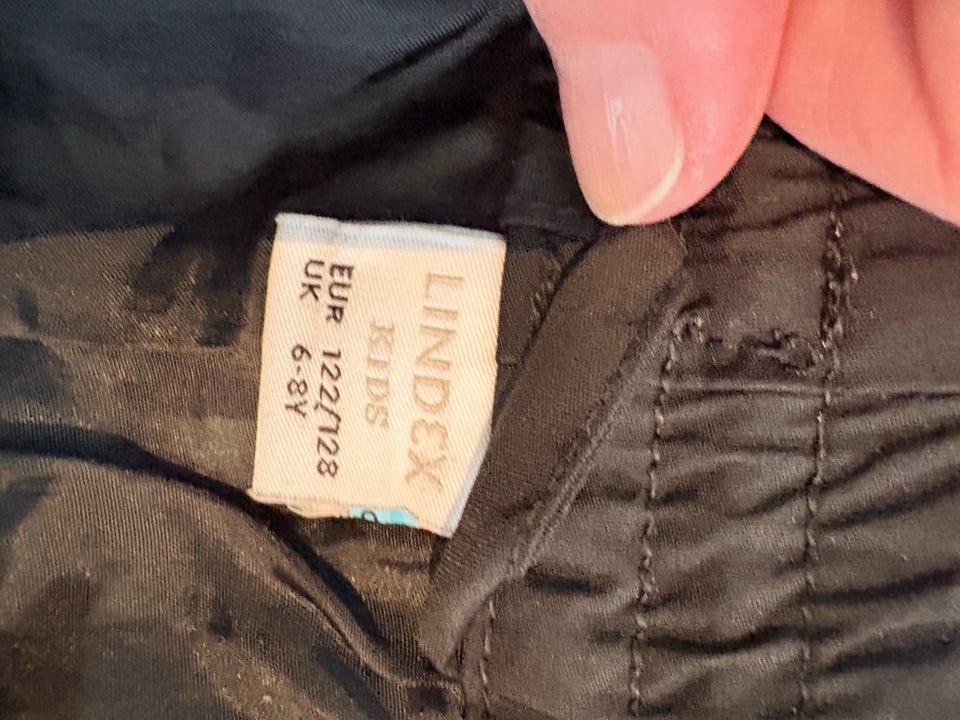 LINDEX
KIDS
EUR 122/128
UK 6-8Y